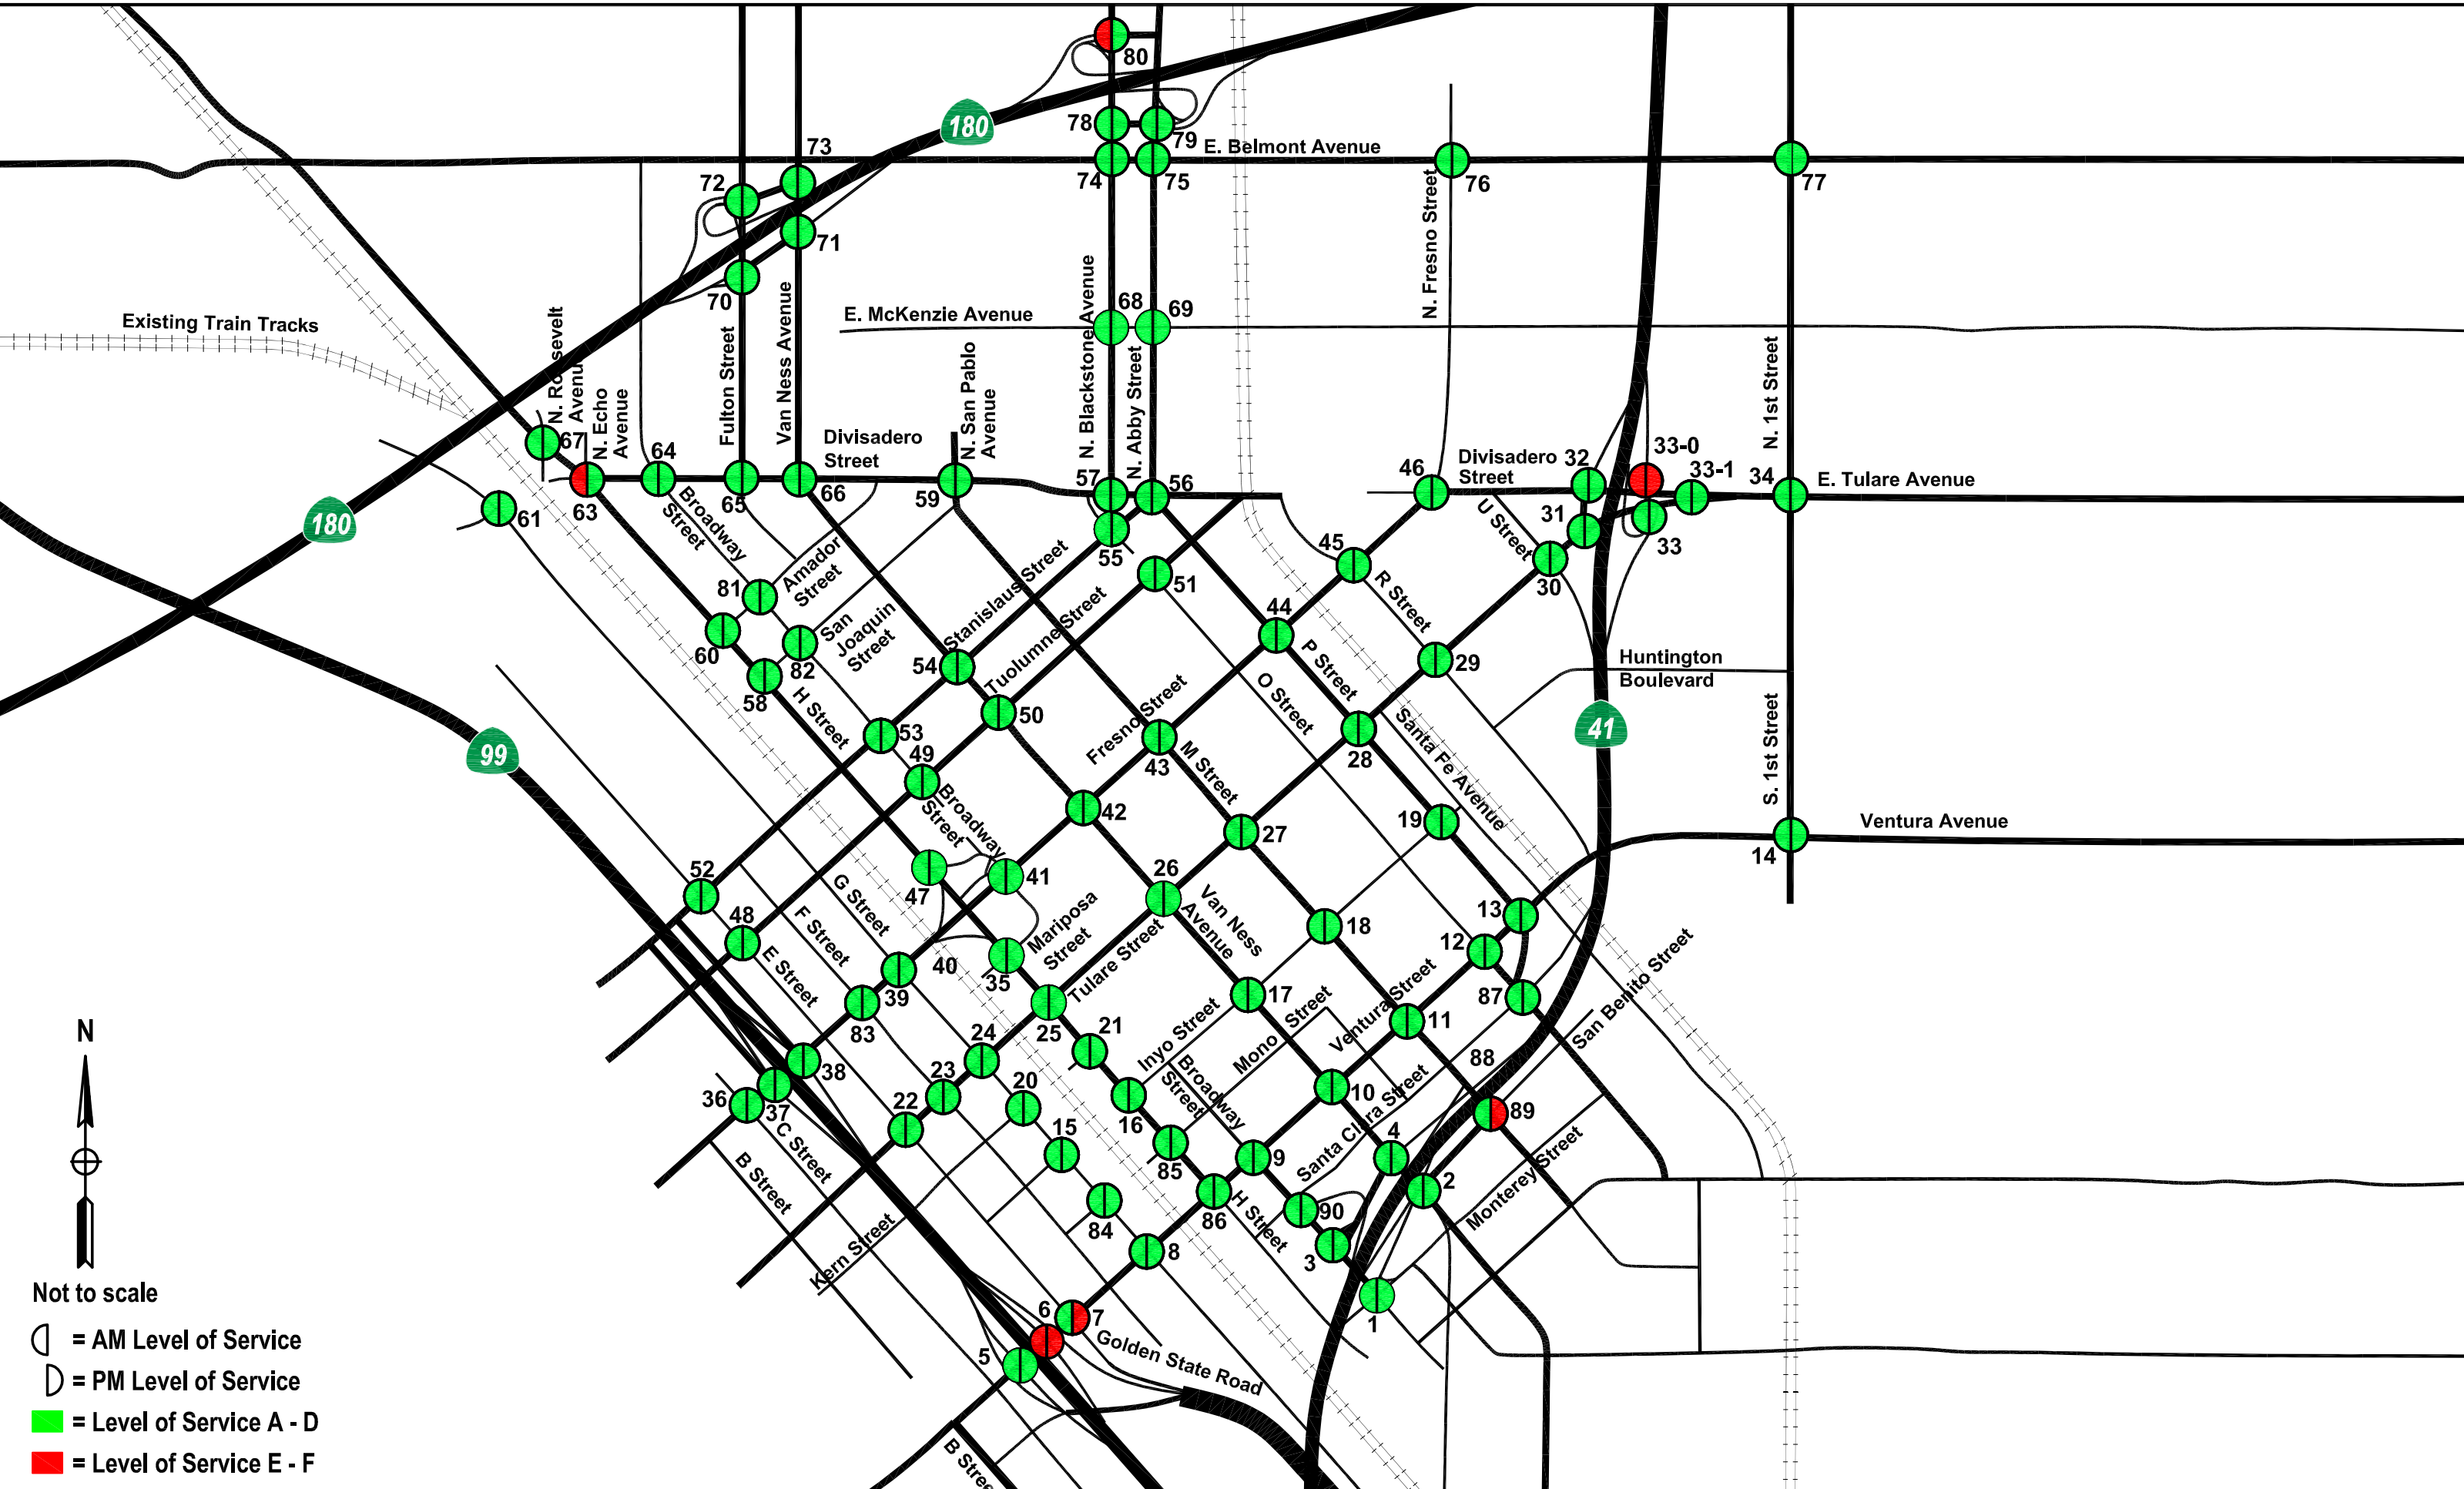 80
180
78
79
E. Belmont Avenue
73
74
75
76
77
72
71
70
N. Fresno Street
Existing Train Tracks
E. McKenzie Avenue
68
69
N. Roosevelt
Avenue
N. Echo
Avenue
Fulton Street
Van Ness Avenue
N. San Pablo
Avenue
N. Blackstone Avenue
N. Abby Street
N. 1st Street
67
64
Divisadero
Street
63
65
66
59
57
56
46
Divisadero
Street
32
33-0
33-1
34
E. Tulare Avenue
180
61
Broadway
Street
55
45
U Street
31
30
33
81
Amador
Street
San
Joaquin
Street
Stanislaus Street
51
R Street
60
82
54
Tuolumne Street
44
29
Huntington
Boulevard
58
H Street
50
P Street
O Street
53
49
Fresno Street
43
M Street
28
Santa Fe Avenue
41
S. 1st Street
99
Broadway
Street
42
27
19
Ventura Avenue
14
52
47
41
26
48
G Street
F Street
Mariposa
Street
Van Ness
Avenue
18
13
12
E Street
40
39
35
Tulare Street
17
87
San Benito Street
N
83
24
25
21
Inyo Street
Mono Street
Ventura Street
11
38
23
20
Broadway
Street
10
88
36
37
22
16
89
C Street
15
85
9
Santa Clara Street
4
B Street
2
Monterey Street
Kern Street
84
86
H Street
90
8
3
1
Not to scale
6
7
5
Golden State Road
= AM Level of Service
= PM Level of Service
= Level of Service A - D
= Level of Service E - F
B Stree